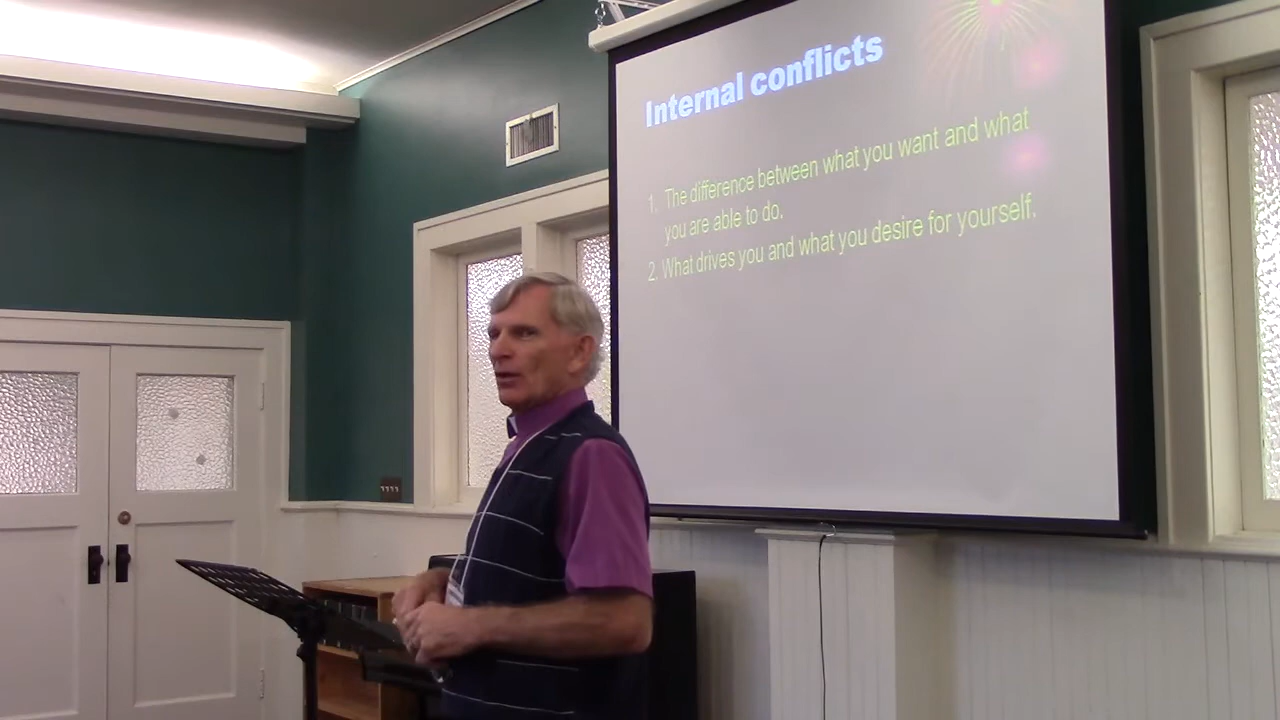 Internal conflicts
1. The difference between what you want and what
you are able to do.
2. What drives you and what you desire for yourself.